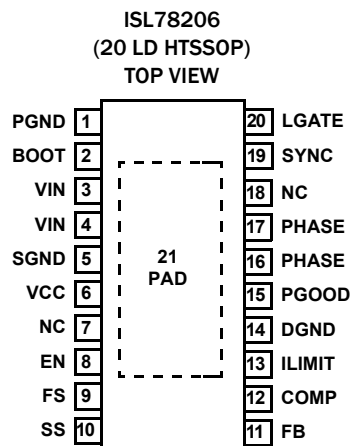 ISL78206
(20 LD HTSSOP)
TOP VIEW
PGND 1
BOOT 2
VIN 3
VIN 4
SGND 5
VCC 6
NC 7
EN 8
FS 9
SS 10
21
PAD
20 LGATE
19 SYNC
18 NC
17 PHASE
16 PHASE
15 PGOOD
14 DGND
13 ILIMIT
12 COMP
11 FB